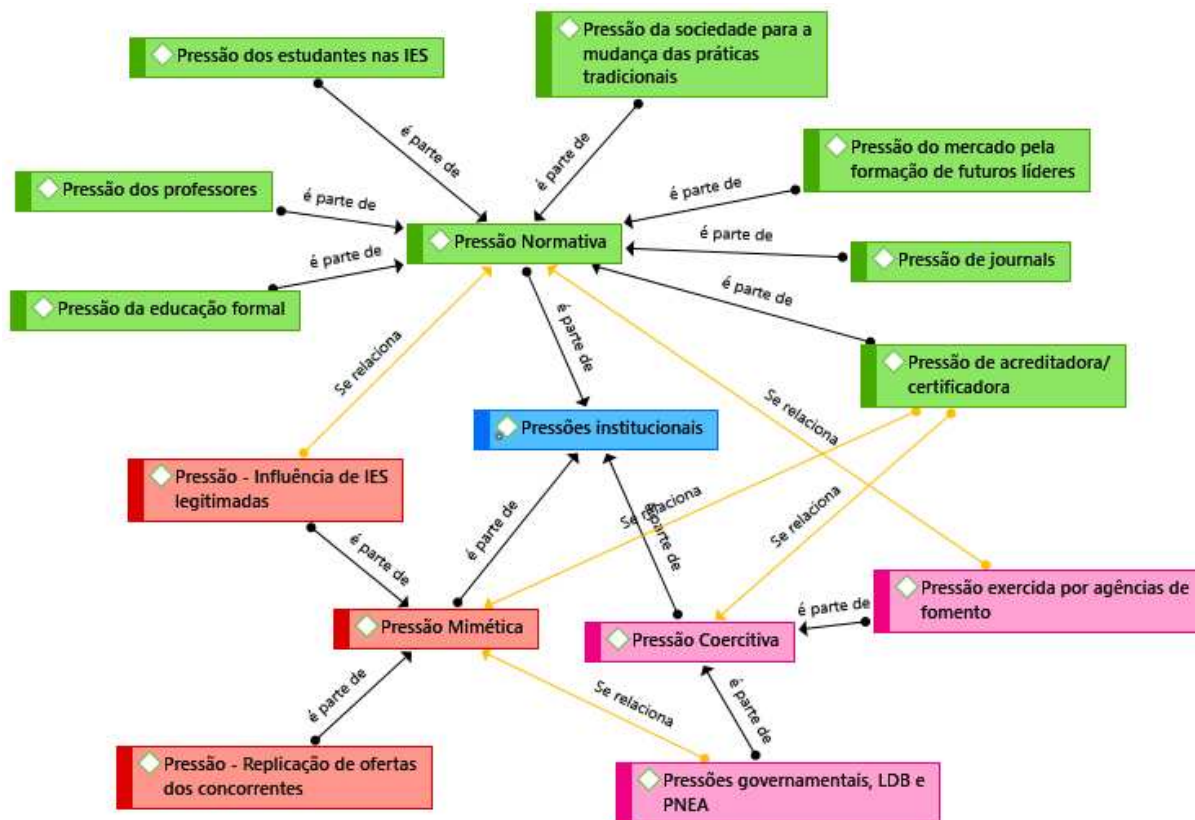 Pressão dos estudantes nas IES
Pressão da sociedade para a
mudança das práticas
tradicionais
é parte de
é parte de
Pressão do mercado pela
formação de futuros líderes
é parte de
Pressão dos professores
é parte de
Pressão Normativa
é parte de
Pressão de journals
é parte de
Pressão da educação formal
é parte de
é parte de
Pressão de acreditadora/
certificadora
Se relaciona
Se relaciona
Pressões institucionais
Pressão - Influência de IES
legitimadas
é parte de
é parte de
Se relaciona
Se relaciona
é parte de
Pressão exercida por agências de
fomento
é parte de
Pressão Mimética
Pressão Coercitiva
é parte de
Se relaciona
é parte de
Pressão - Replicação de ofertas
dos concorrentes
Pressões governamentais, LDB e
PNEA